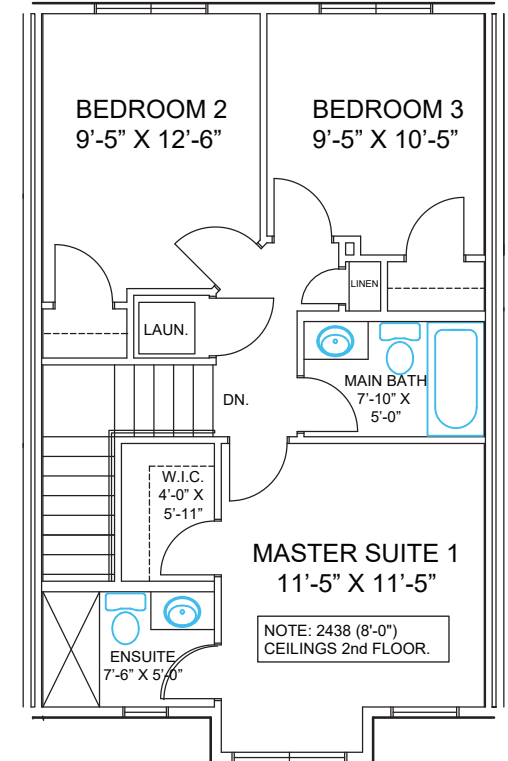 BEDROOM 2
9’-5” X 12’-6”
BEDROOM 3
9’-5” X 10’-5”
LINEN
LAUN.
DN.
MAIN BATH
7’-10” X
5’-0”
W.I.C.
4’-0” X
5’-11”
MASTER SUITE 1
11’-5” X 11’-5”
NOTE: 2438 (8'-0")
CEILINGS 2nd FLOOR.
ENSUITE
7’-6” X 5’-0”